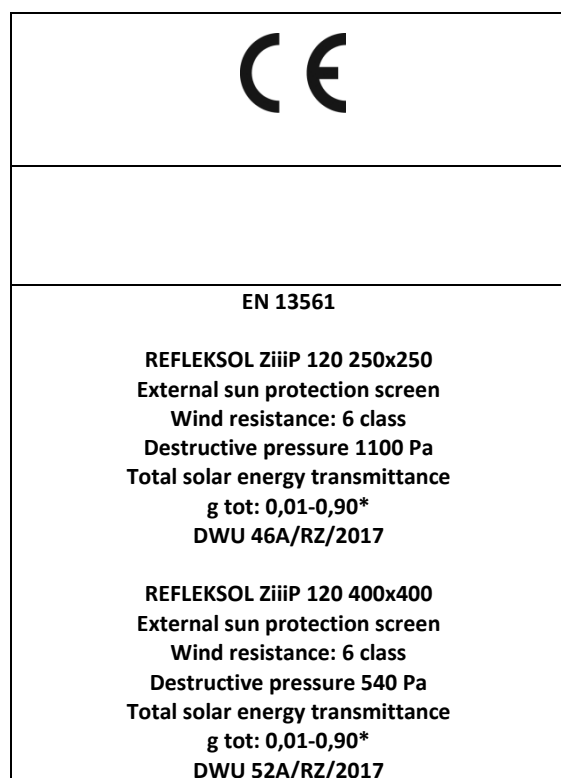 CE
EN 13561
REFLEKSOL ZiiiP 120 250x250
External sun protection screen
Wind resistance: 6 class
Destructive pressure 1100 Pa
Total solar energy transmittance
g tot: 0,01-0,90*
DWU 46A/RZ/2017
REFLEKSOL ZiiiP 120 400x400
External sun protection screen
Wind resistance: 6 class
Destructive pressure 540 Pa
Total solar energy transmittance
g tot: 0,01-0,90*
DWU 52A/RZ/2017